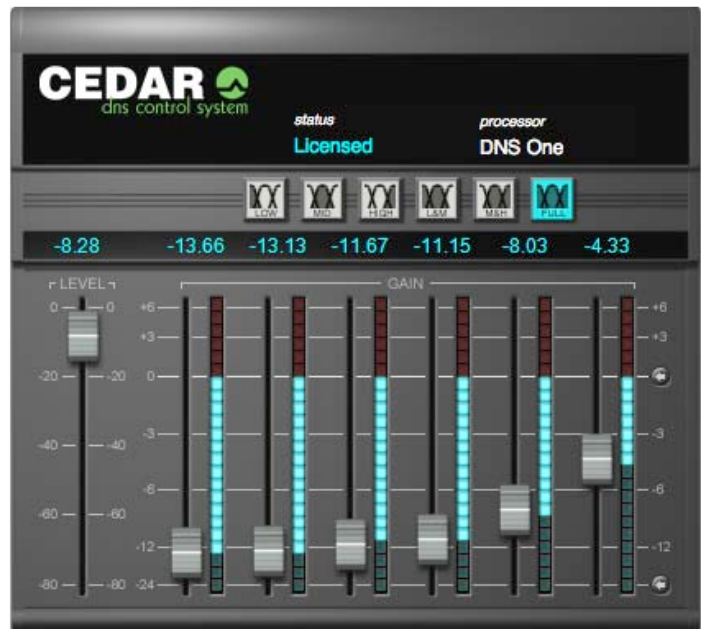 CEDAR
dns control system
status
processor
Licensed
DNS One
LOW
MID
HIGH
L&M
M&H
FULL
-8.28 -13.66 -13.13 -11.67 -11.15 -8.03 -4.33
LEVEL
GAIN
0 0 +6 +6
+3 +3
-20 -20 0
-3 -3
-40 -40
-6 -6
-60 -60
-12 -12
-80 -80 -24